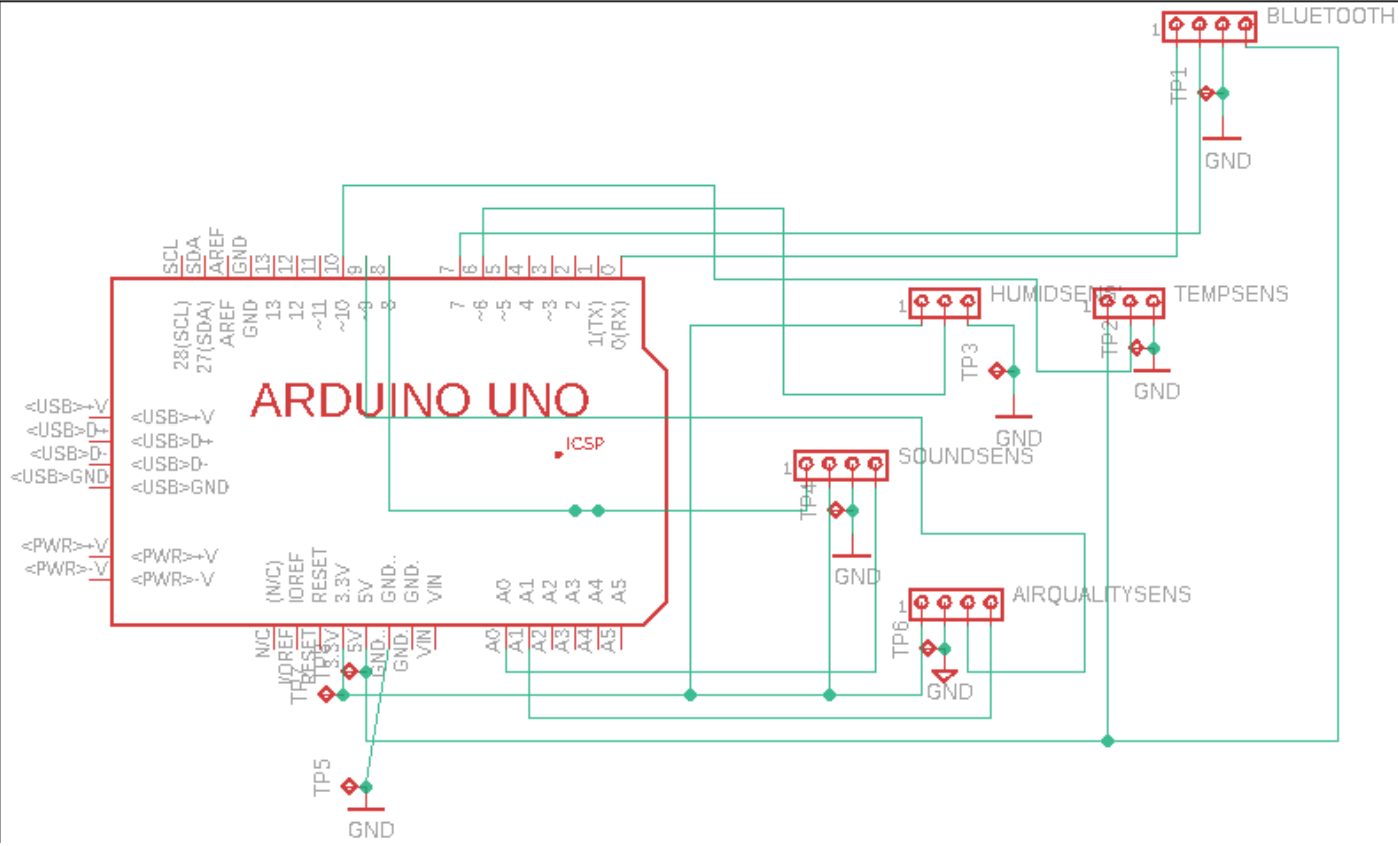 BLUETOOTH
1
TP1
GND
SCL
SDA
AREF
GND
13
12
11
10
9
8
7
6
5
4
3
2
1
0
28(SCL)
27(SDA)
AREF
GND
13
12
~11
~10
~9
8
7
~6
~5
4
~3
2
1(TX)
0(RX)
1
HUMIDSENS
1
TEMPSENS
TP3
GND
TP2
GND
ARDUINO UNO
ICSP
<USB>+V
<USB>D+
<USB>D-
<USB>GND
<USB>+V
<USB>D+
<USB>D-
<USB>GND
1
SOUNDSENS
TP4
GND
<PWR>+V
<PWR>-V
<PWR>+V
<PWR>-V
(N/C)
IOREF
RESET
3.3V
5V
GND..
GND.
VIN
A0
A1
A2
A3
A4
A5
1
AIRQUALITYSENS
TP6
GND
N/C
IOREF
RESET
3.3V
5V
GND..
GND.
VIN
A0
A1
A2
A3
A4
A5
TP5
GND